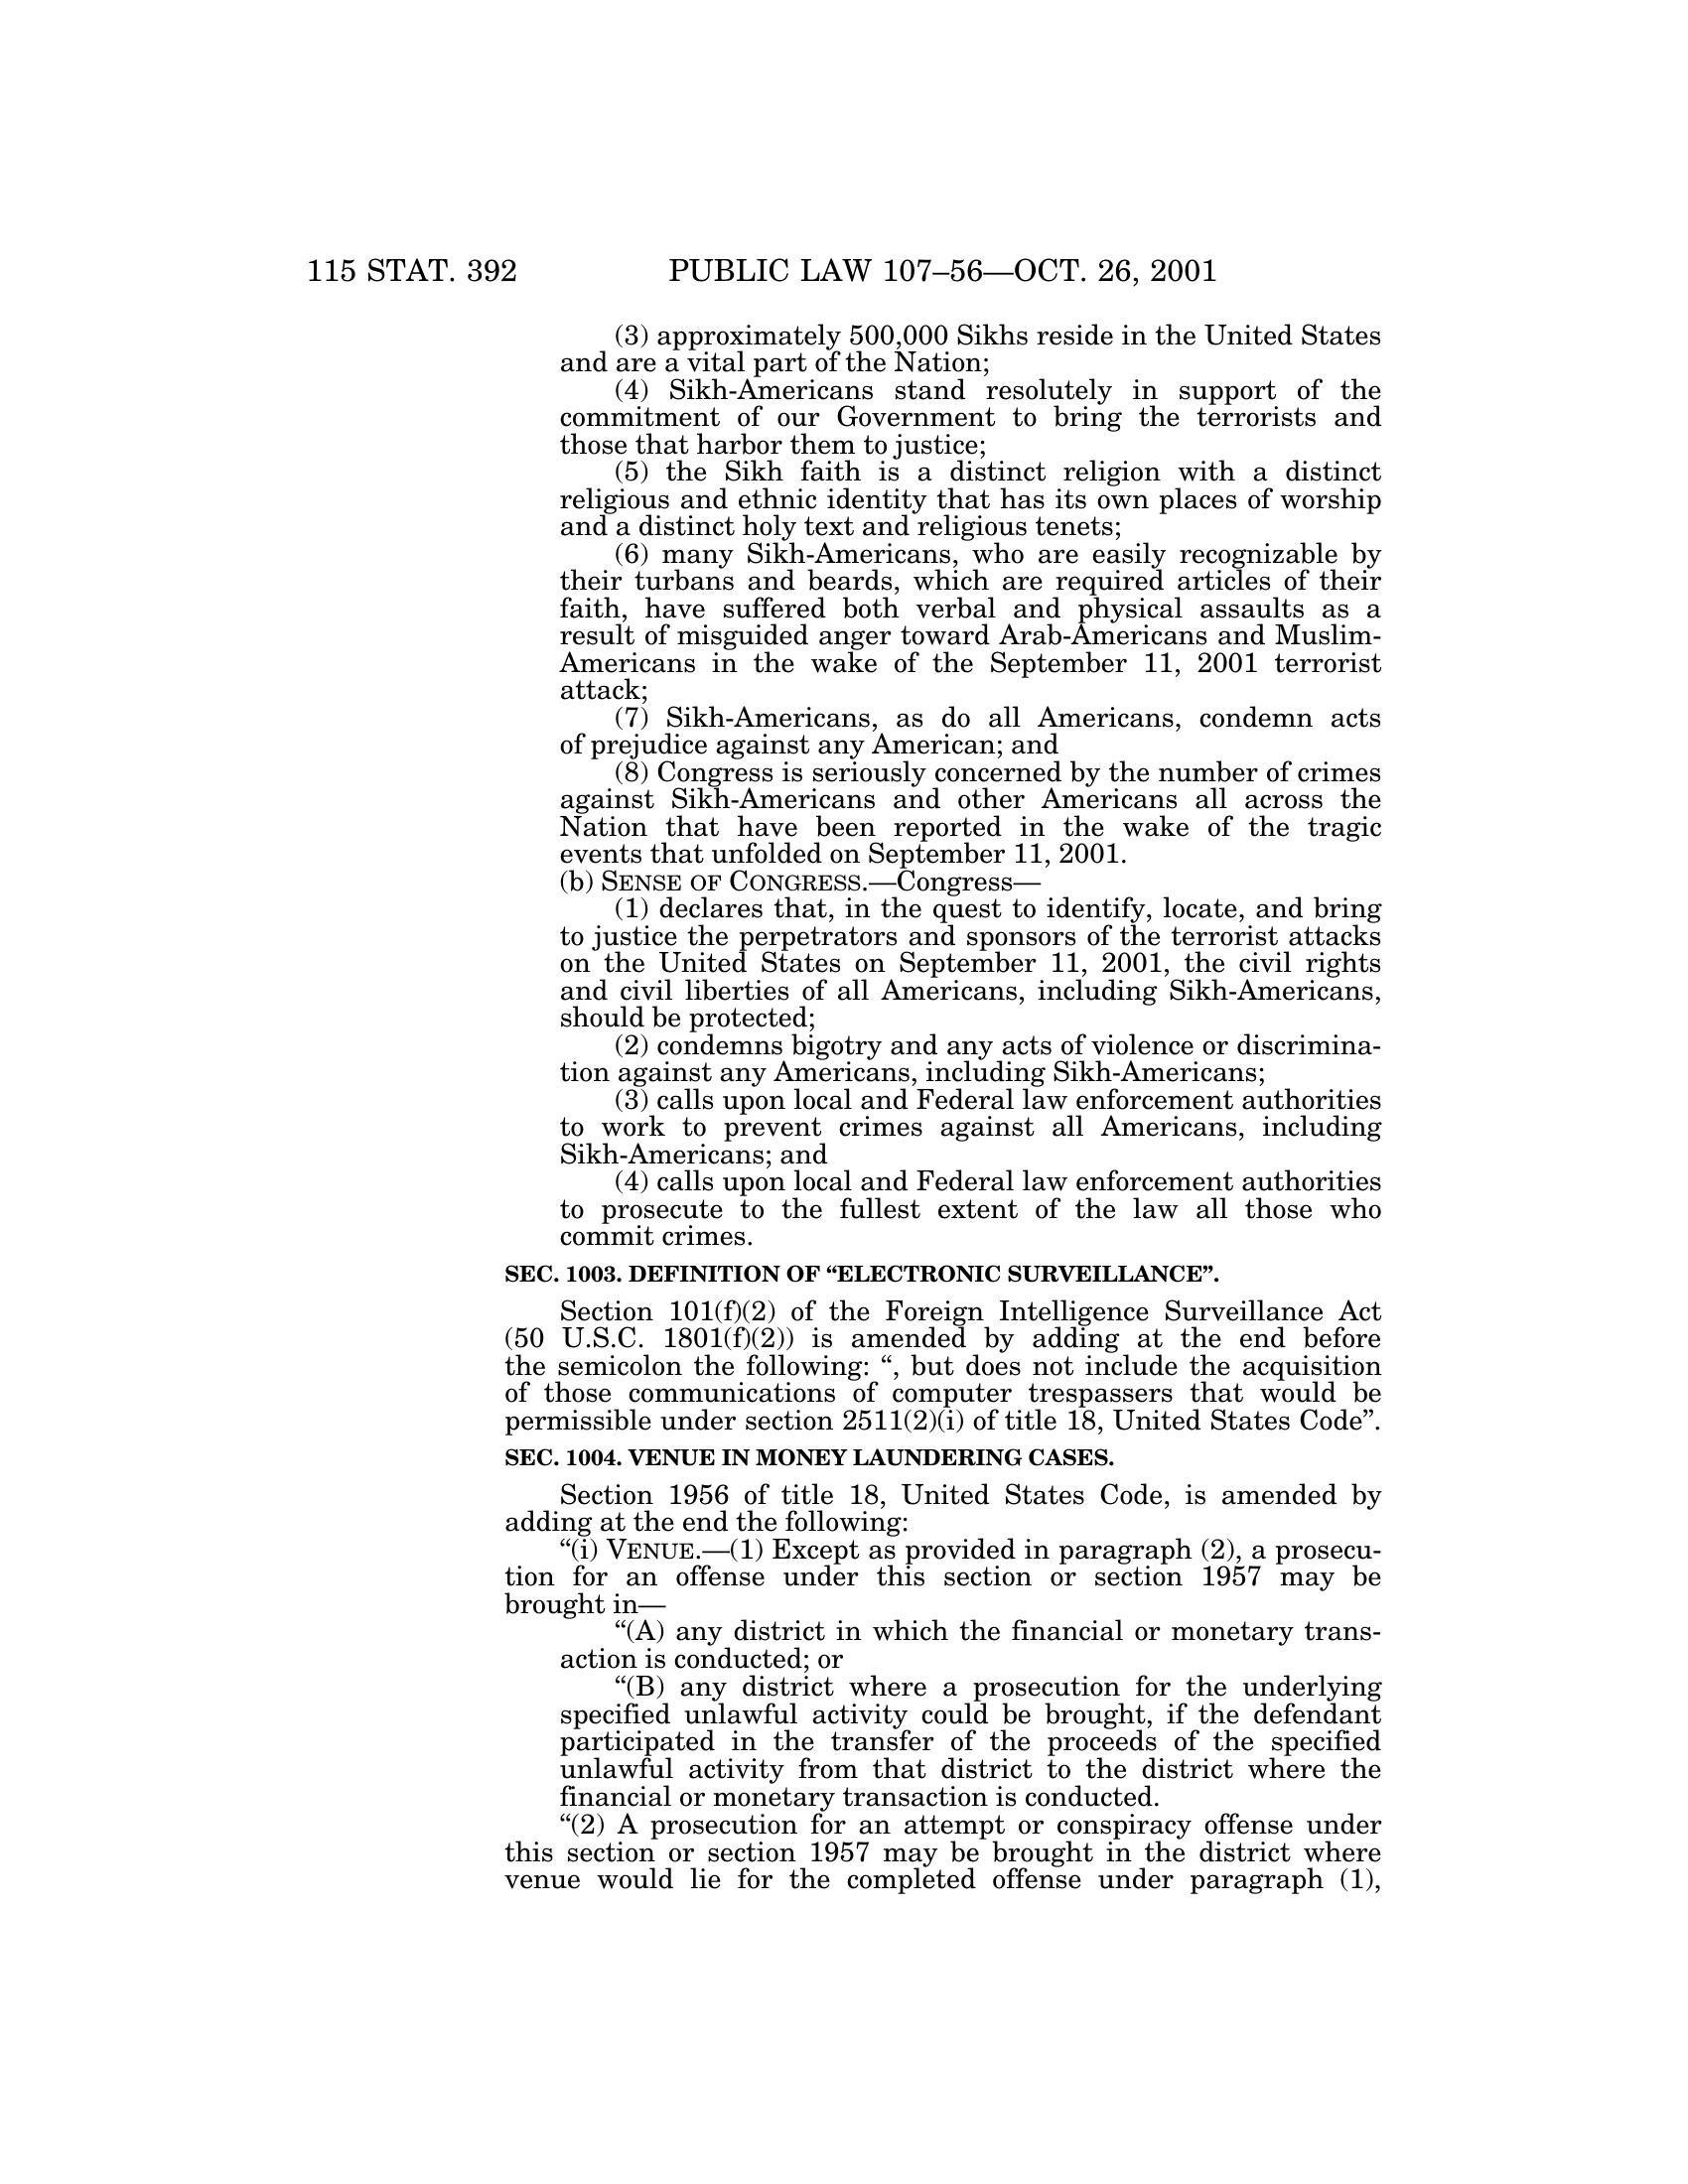 115 STAT. 392 PUBLIC LAW 107–56—OCT. 26, 2001
(3) approximately 500,000 Sikhs reside in the United States
and are a vital part of the Nation;
(4) Sikh-Americans stand resolutely in support of the
commitment of our Government to bring the terrorists and
those that harbor them to justice;
(5) the Sikh faith is a distinct religion with a distinct
religious and ethnic identity that has its own places of worship
and a distinct holy text and religious tenets;
(6) many Sikh-Americans, who are easily recognizable by
their turbans and beards, which are required articles of their
faith, have suffered both verbal and physical assaults as a
result of misguided anger toward Arab-Americans and Muslim-
Americans in the wake of the September 11, 2001 terrorist
attack;
(7) Sikh-Americans, as do all Americans, condemn acts
of prejudice against any American; and
(8) Congress is seriously concerned by the number of crimes
against Sikh-Americans and other Americans all across the
Nation that have been reported in the wake of the tragic
events that unfolded on September 11, 2001.
(b) SENSE OF CONGRESS.—Congress—
(1) declares that, in the quest to identify, locate, and bring
to justice the perpetrators and sponsors of the terrorist attacks
on the United States on September 11, 2001, the civil rights
and civil liberties of all Americans, including Sikh-Americans,
should be protected;
(2) condemns bigotry and any acts of violence or discrimina-
tion against any Americans, including Sikh-Americans;
(3) calls upon local and Federal law enforcement authorities
to work to prevent crimes against all Americans, including
Sikh-Americans; and
(4) calls upon local and Federal law enforcement authorities
to prosecute to the fullest extent of the law all those who
commit crimes.
SEC. 1003. DEFINITION OF “ELECTRONIC SURVEILLANCE”.
Section 101(f)(2) of the Foreign Intelligence Surveillance Act
(50 U.S.C. 1801(f)(2)) is amended by adding at the end before
the semicolon the following: “, but does not include the acquisition
of those communications of computer trespassers that would be
permissible under section 2511(2)(i) of title 18, United States Code”.
SEC. 1004. VENUE IN MONEY LAUNDERING CASES.
Section 1956 of title 18, United States Code, is amended by
adding at the end the following:
“(i) VENUE.—(1) Except as provided in paragraph (2), a prosecu-
tion for an offense under this section or section 1957 may be
brought in—
“(A) any district in which the financial or monetary trans-
action is conducted; or
“(B) any district where a prosecution for the underlying
specified unlawful activity could be brought, if the defendant
participated in the transfer of the proceeds of the specified
unlawful activity from that district to the district where the
financial or monetary transaction is conducted.
“(2) A prosecution for an attempt or conspiracy offense under
this section or section 1957 may be brought in the district where
venue would lie for the completed offense under paragraph (1),